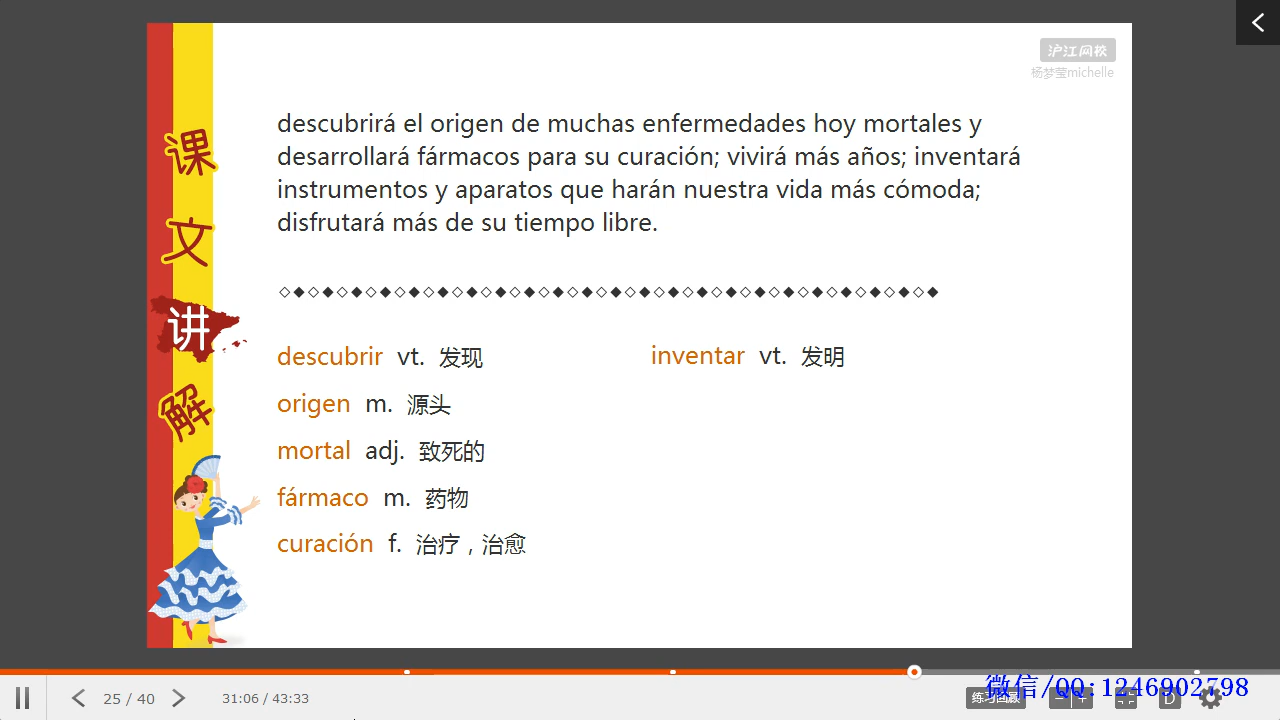 沪江网校
杨梦莹michelle
课
文
讲
解
descubrirá el origen de muchas enfermedades hoy mortales y
desarrollará fármacos para su curación; vivirá más años; inventará
instrumentos y aparatos que harán nuestra vida más cómoda;
disfrutará más de su tiempo libre.
descubrir vt. 发现
inventar vt. 发明
origen m. 源头
mortal adj. 致死的
fármaco m. 药物
curación f. 治疗，治愈
25 / 40
31:06 / 43:33
微信/QQ:1246902798
D